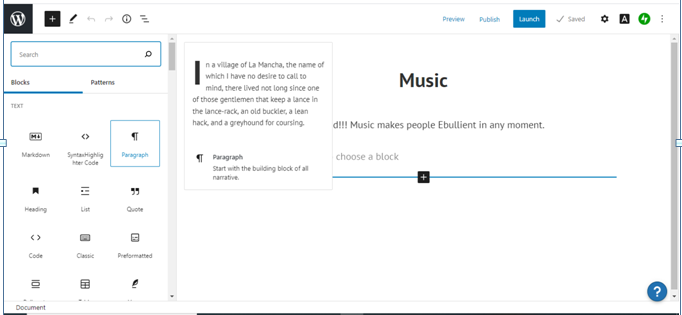 Preview
Publish
Launch
Saved
Search
Blocks
Patterns
TEXT
Markdown
SyntaxHighlig
hter Code
Paragraph
Heading
List
Quote
Code
Classic
Preformatted
In a village of La Mancha, the name of
which I have no desire to call to
mind, there lived not long since one
of those gentlemen that keep a lance in
the lance-rack, an old buckler, a lean
hack, and a greyhound for coursing.
Paragraph
Start with the building block of all
narrative.
Music
d!!! Music makes people Ebullient in any moment.
choose a block
Document